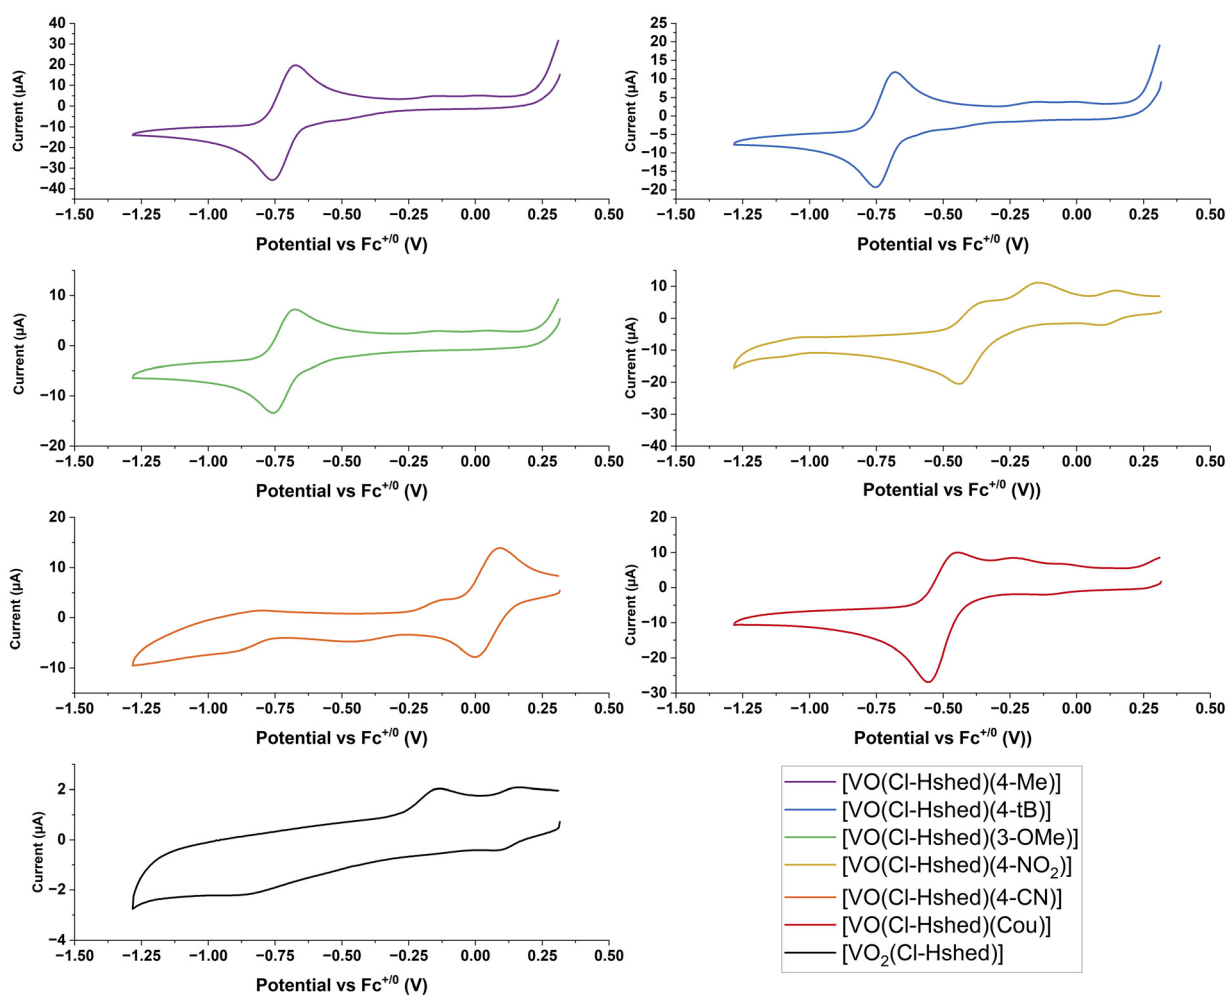 40
30
20
10
0
−10
−20
−30
−40
Current (µA)
−1.50 −1.25 −1.00 −0.75 −0.50 −0.25 0.00 0.25 0.50
Potential vs Fc⁺/⁰ (V)
25
20
15
10
5
0
−5
−10
−15
−20
Current (µA)
−1.50 −1.25 −1.00 −0.75 −0.50 −0.25 0.00 0.25 0.50
Potential vs Fc⁺/⁰ (V)
10
0
−10
−20
Current (µA)
−1.50 −1.25 −1.00 −0.75 −0.50 −0.25 0.00 0.25 0.50
Potential vs Fc⁺/⁰ (V)
10
0
−10
−20
−30
−40
Current (µA)
−1.50 −1.25 −1.00 −0.75 −0.50 −0.25 0.00 0.25 0.50
Potential vs Fc⁺/⁰ (V))
20
10
0
−10
Current (µA)
−1.50 −1.25 −1.00 −0.75 −0.50 −0.25 0.00 0.25 0.50
Potential vs Fc⁺/⁰ (V)
20
10
0
−10
−20
−30
Current (µA)
−1.50 −1.25 −1.00 −0.75 −0.50 −0.25 0.00 0.25 0.50
Potential vs Fc⁺/⁰ (V))
2
0
−2
−4
Current (µA)
−1.50 −1.25 −1.00 −0.75 −0.50 −0.25 0.00 0.25 0.50
Potential vs Fc⁺/⁰ (V)
[VO(Cl-Hshed)(4-Me)]
[VO(Cl-Hshed)(4-tB)]
[VO(Cl-Hshed)(3-OMe)]
[VO(Cl-Hshed)(4-NO₂)]
[VO(Cl-Hshed)(4-CN)]
[VO(Cl-Hshed)(Cou)]
[VO₂(Cl-Hshed)]